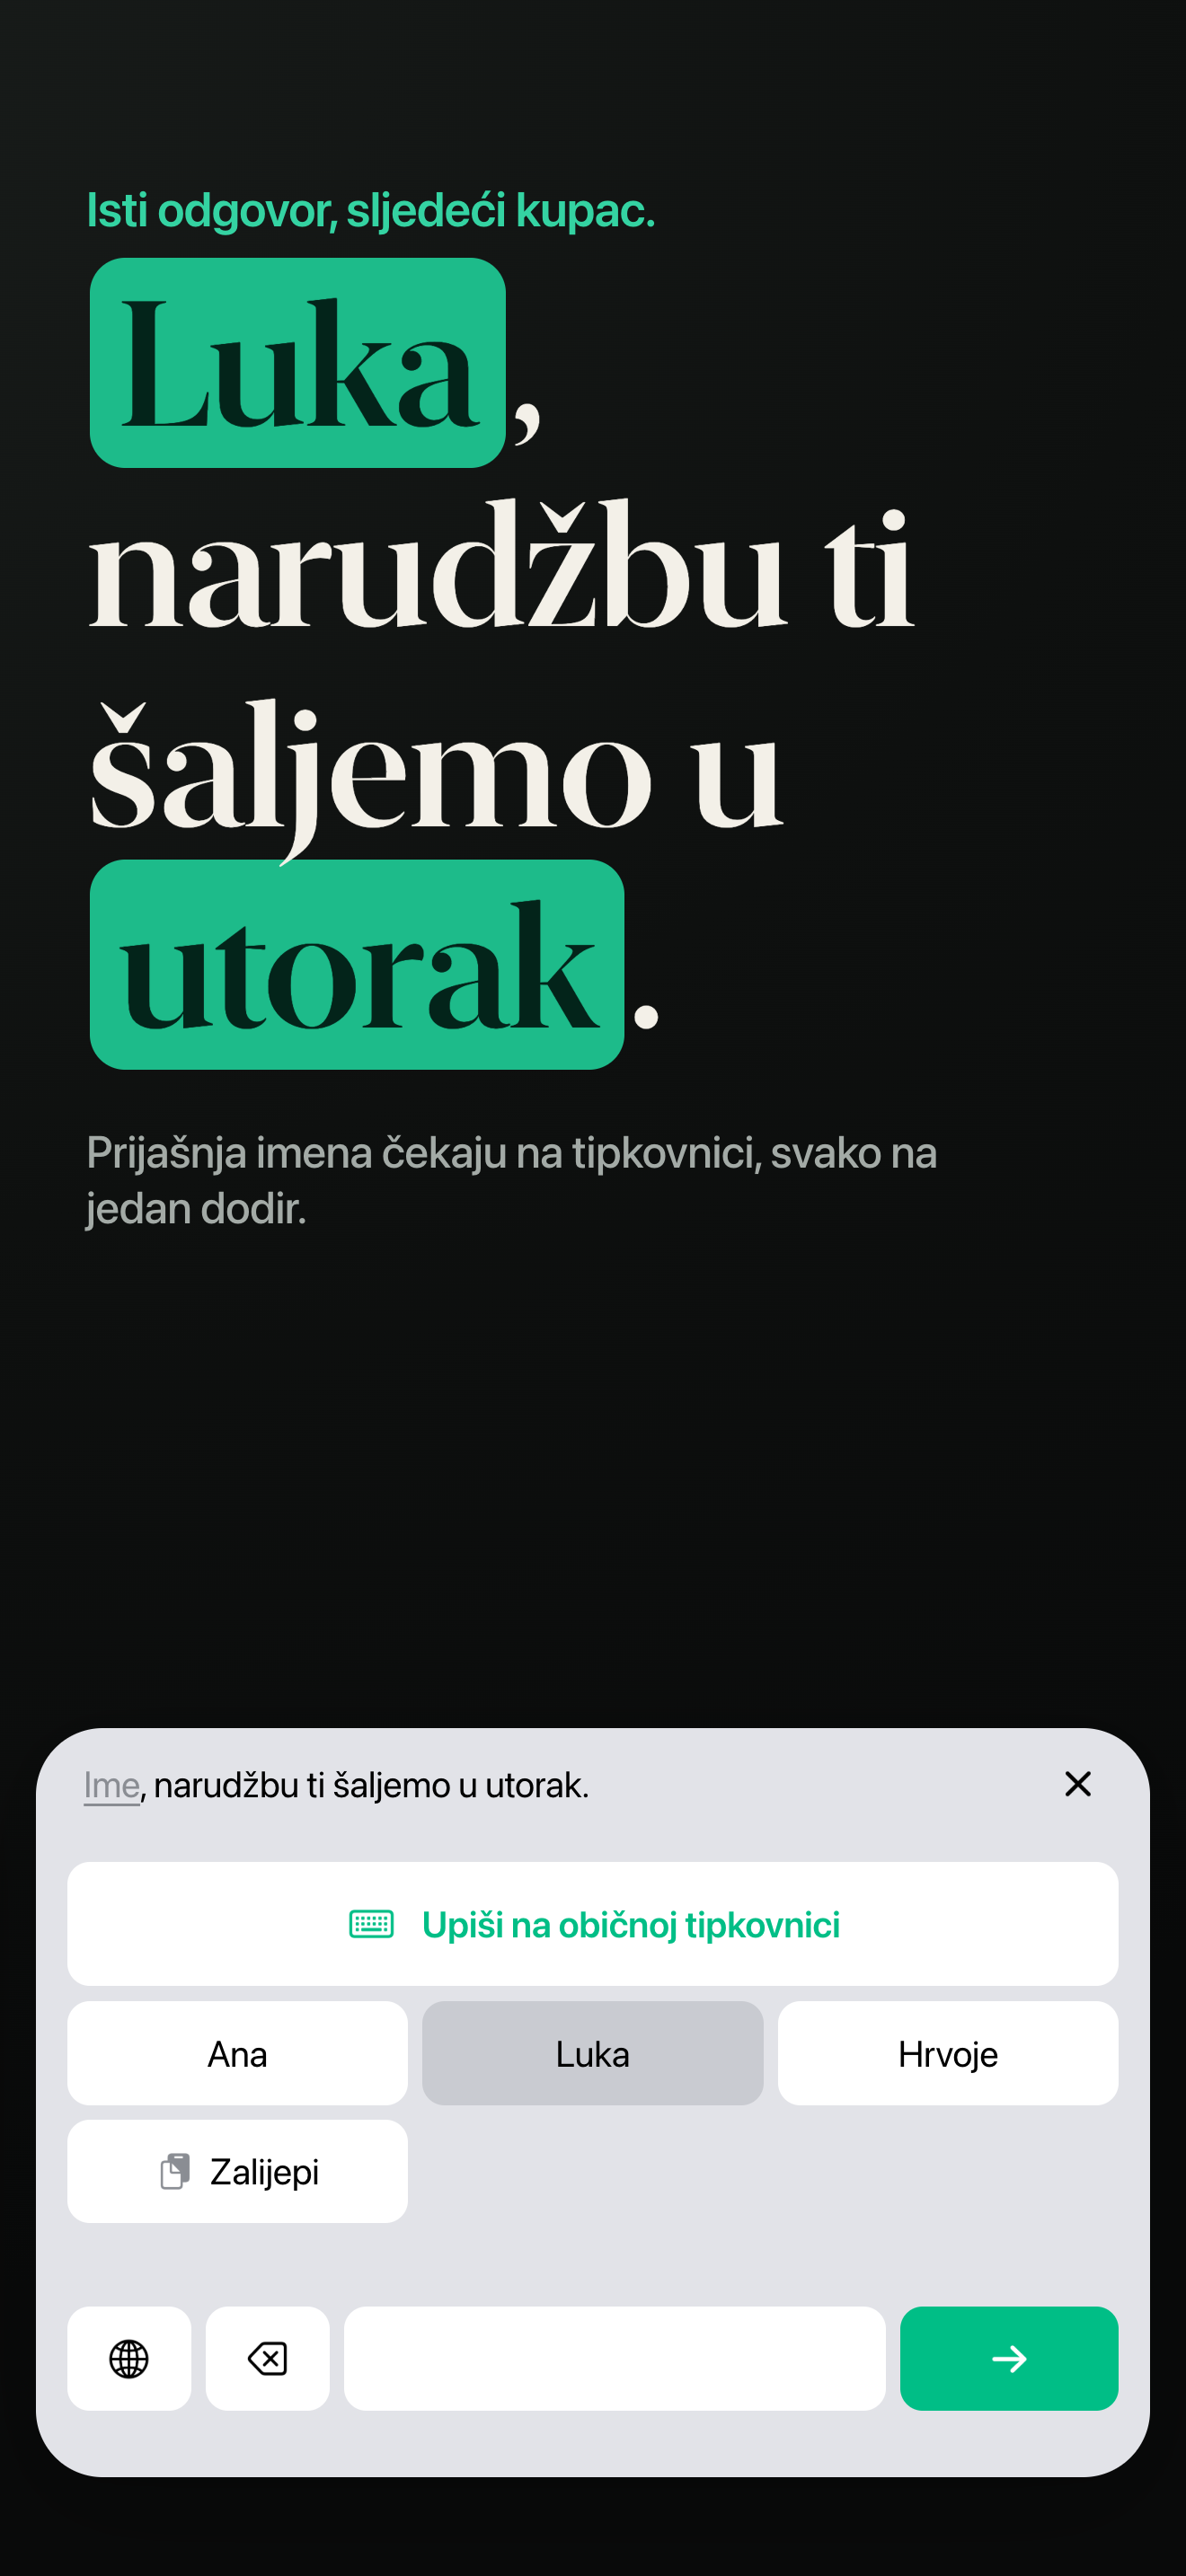 Isti odgovor, sljedeći kupac.
Luka,
narudžbu ti
šaljemo u
utorak.
Prijašnja imena čekaju na tipkovnici, svako na
jedan dodir.
Ime, narudžbu ti šaljemo u utorak.
Upiši na običnoj tipkovnici
Ana
Luka
Hrvoje
Zalijepi